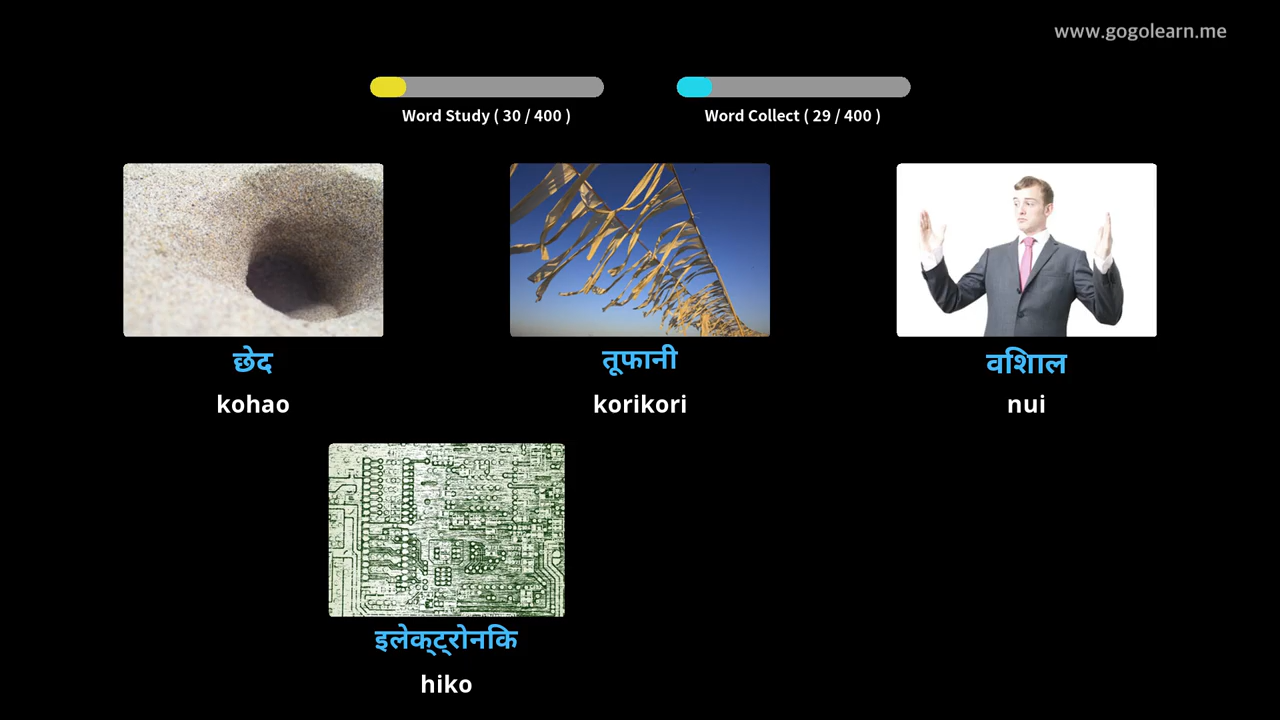 www.gogolearn.me
Word Study ( 30 / 400 )
Word Collect ( 29 / 400 )
छेद
तूफानी
वशिाल
kohao
korikori
nui
इलेक्ट्रोनकि
hiko